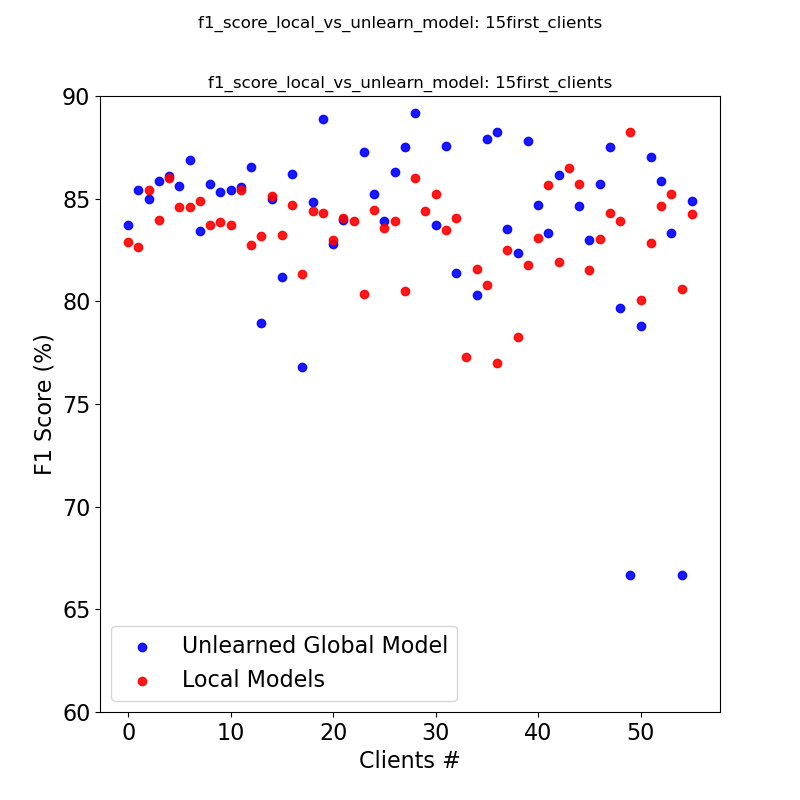 f1_score_local_vs_unlearn_model: 15first_clients
f1_score_local_vs_unlearn_model: 15first_clients
90
85
80
75
70
65
60
F1 Score (%)
Unlearned Global Model
Local Models
0 10 20 30 40 50
Clients #